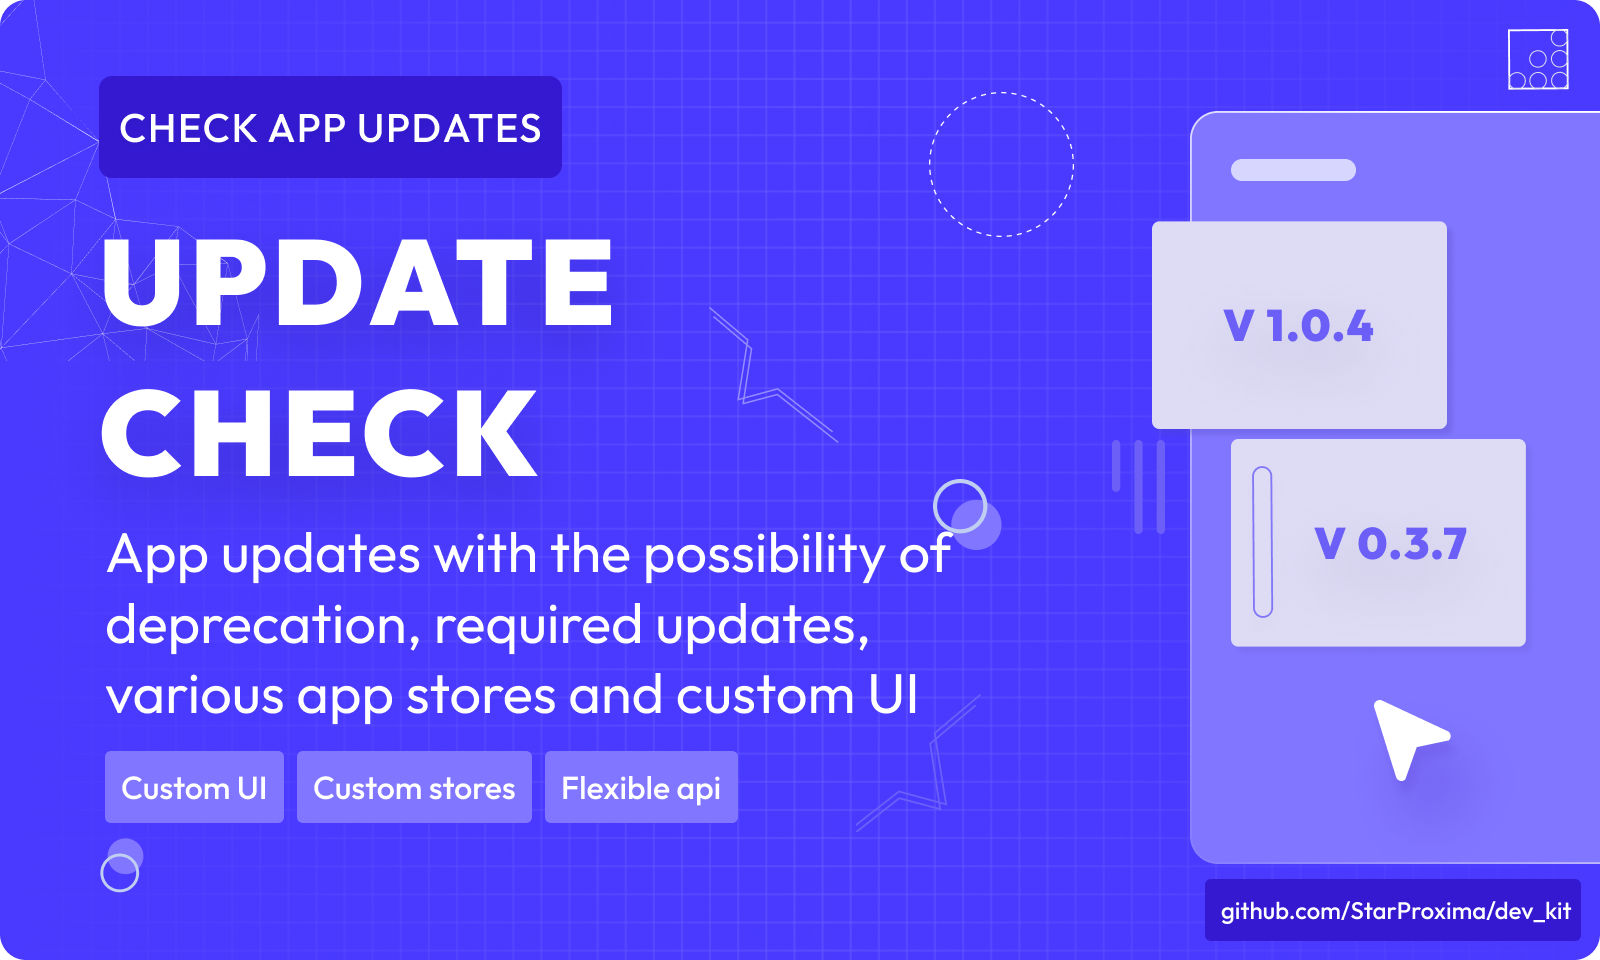 CHECK APP UPDATES
UPDATE
CHECK
App updates with the possibility of
deprecation, required updates,
various app stores and custom UI
Custom UI
Custom stores
Flexible api
V 1.0.4
V 0.3.7
github.com/StarProxima/dev_kit